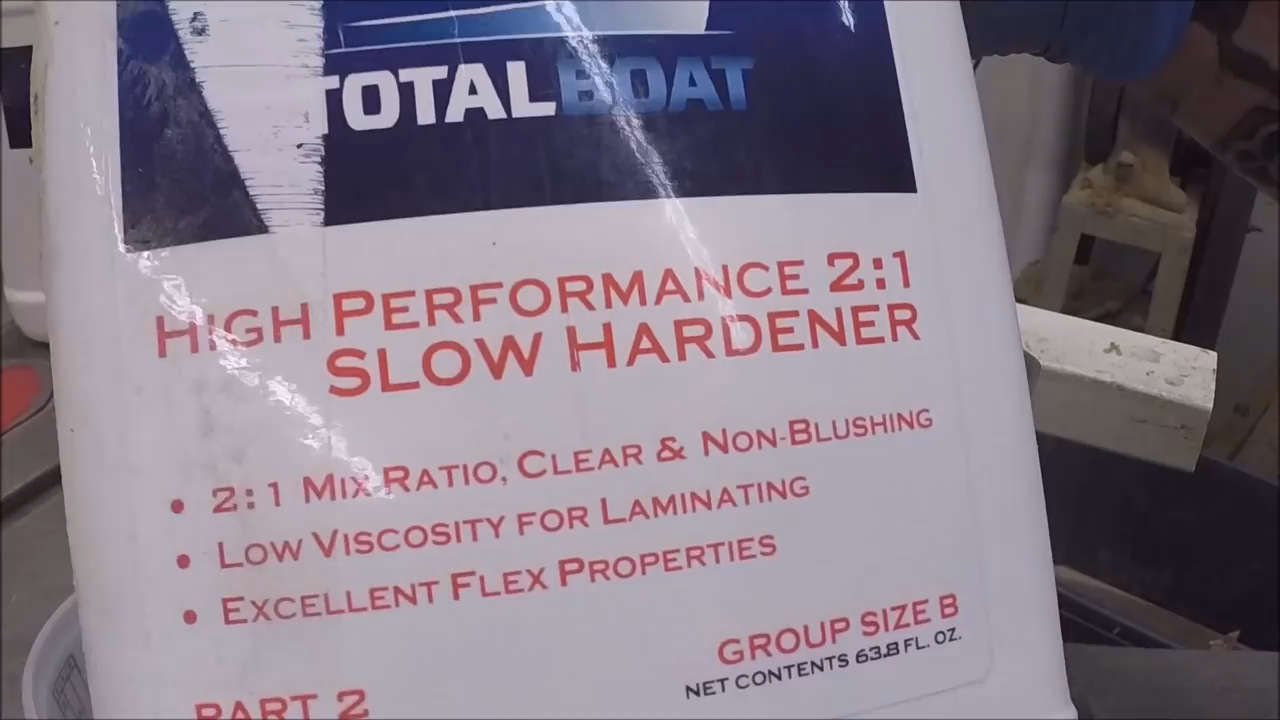 TOTALBOAT
HIGH PERFORMANCE 2:1
SLOW HARDENER
• 2:1 MIX RATIO, CLEAR & NON-BLUSHING
• LOW VISCOSITY FOR LAMINATING
• EXCELLENT FLEX PROPERTIES
GROUP SIZE B
NET CONTENTS 63.8 FL. OZ.
PART 2